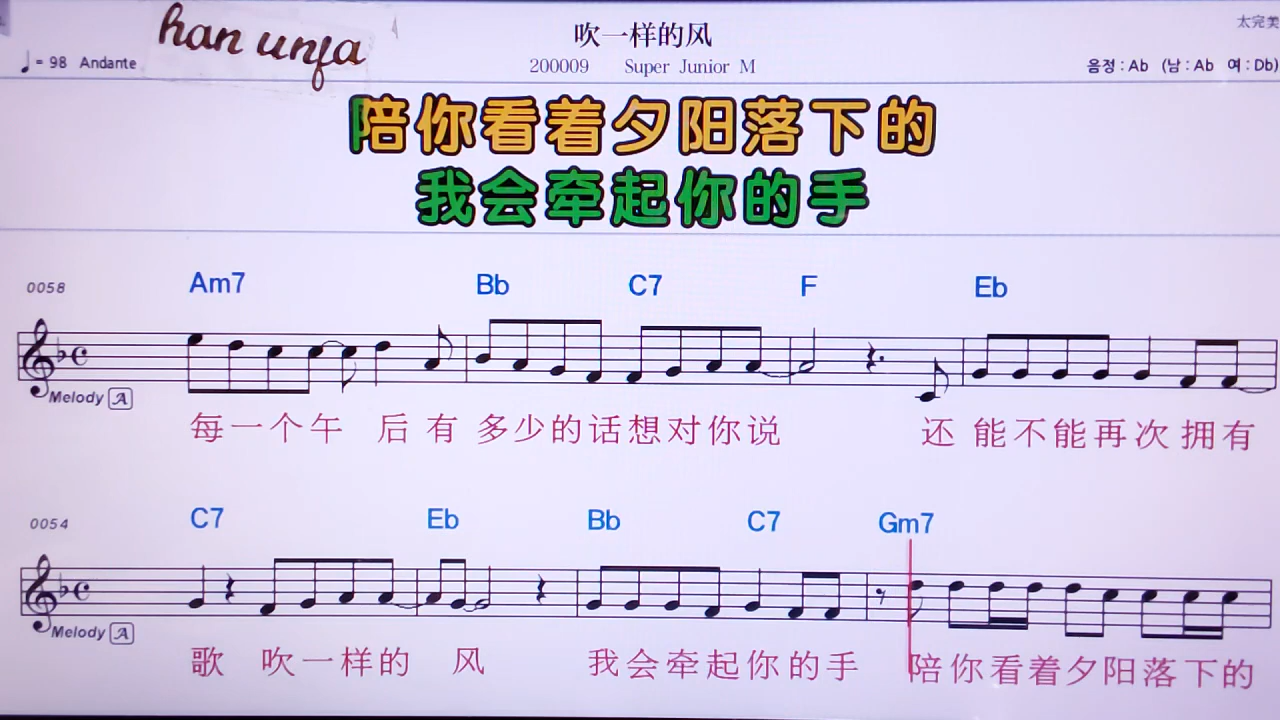 han unfa
吹一样的风
太完美
♩= 98 Andante
200009 Super Junior M
음정 : Ab (남 : Ab 여 : Db)
陪你看着夕阳落下的
我会牵起你的手
0058 Am7 Bb C7 F Eb
Melody A
每一个午 后有 多少的话想对你说 还 能不能再次拥有
0054 C7 Eb Bb C7 Gm7
Melody A
歌 吹一样的 风 我会牵起你的手 陪你看着夕阳落下的